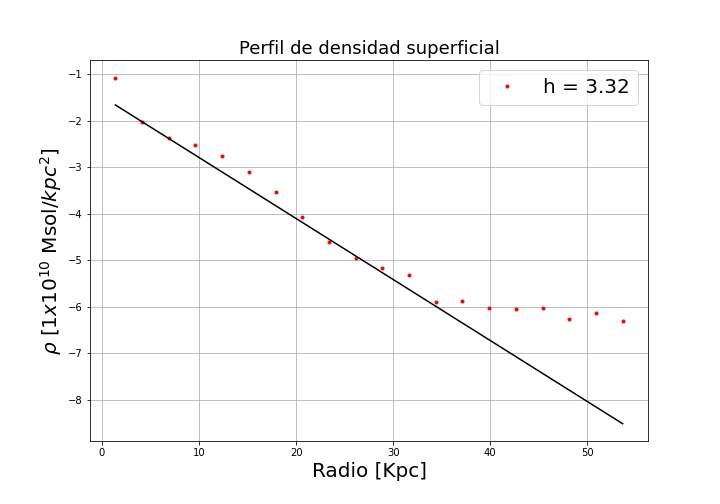 Perfil de densidad superficial
h = 3.32
−1
−2
−3
−4
−5
−6
−7
−8
ρ [1x10¹⁰ Msol/kpc²]
0 10 20 30 40 50
Radio [Kpc]